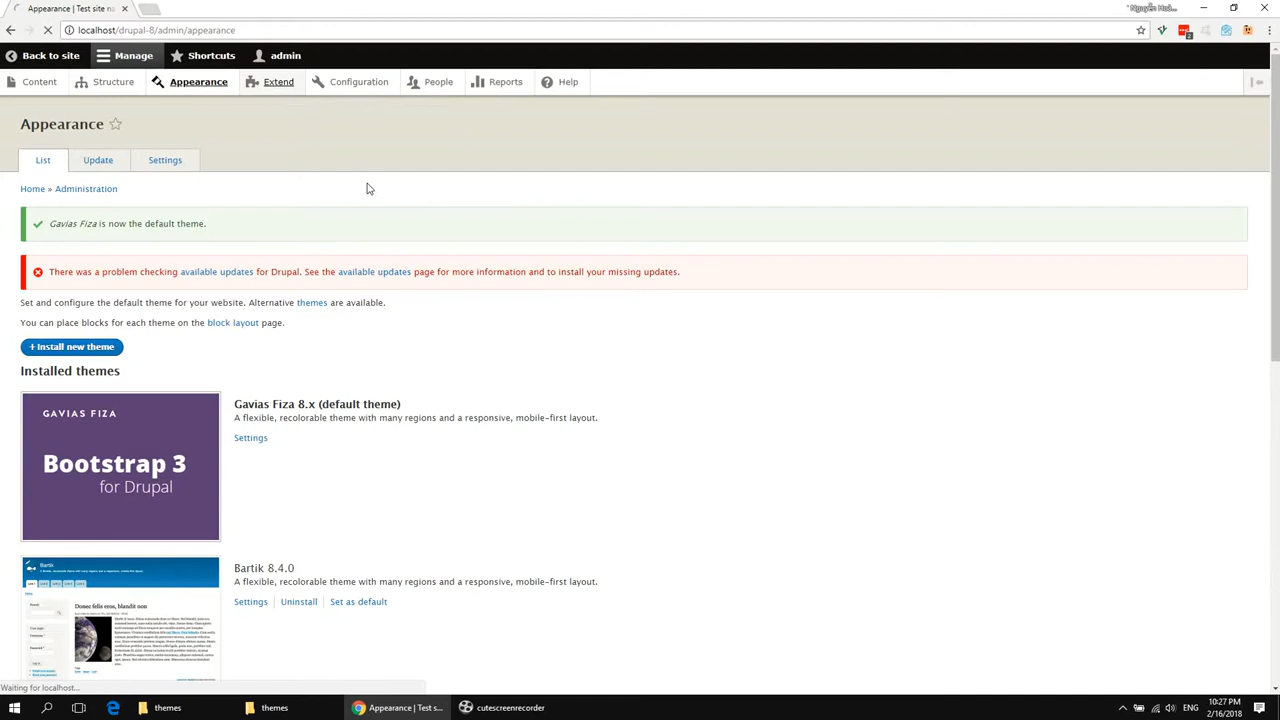 Appearance | Test site na
Nguyễn Hoà...
localhost/drupal-8/admin/appearance
Back to site
Manage
Shortcuts
admin
Content
Structure
Appearance
Extend
Configuration
People
Reports
Help
Appearance
List
Update
Settings
Home » Administration
Gavias Fiza is now the default theme.
There was a problem checking available updates for Drupal. See the available updates page for more information and to install your missing updates.
Set and configure the default theme for your website. Alternative themes are available.
You can place blocks for each theme on the block layout page.
+ Install new theme
Installed themes
GAVIAS FIZA
Bootstrap 3
for Drupal
Gavias Fiza 8.x (default theme)
A flexible, recolorable theme with many regions and a responsive, mobile-first layout.
Settings
Bartik
Donec felis eros, blandit non
Bartik 8.4.0
A flexible, recolorable theme with many regions and a responsive, mobile-first layout.
Settings
Uninstall
Set as default
Waiting for localhost...
themes
themes
Appearance | Test s...
cutescreenrecorder
10:27 PM
2/16/2018